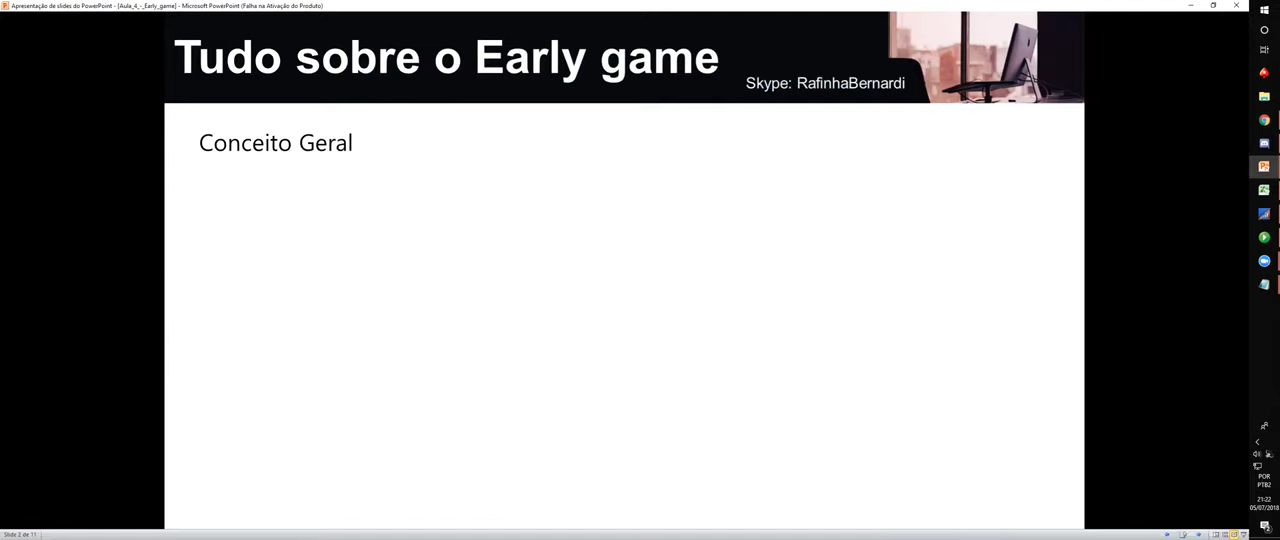 Apresentação de slides do PowerPoint - [Aula_4_-_Early_game] - Microsoft PowerPoint (Falha na Ativação do Produto)
Tudo sobre o Early game
Skype: RafinhaBernardi
Conceito Geral
POR
PTB2
21:22
05/07/2018
Slide 2 de 11